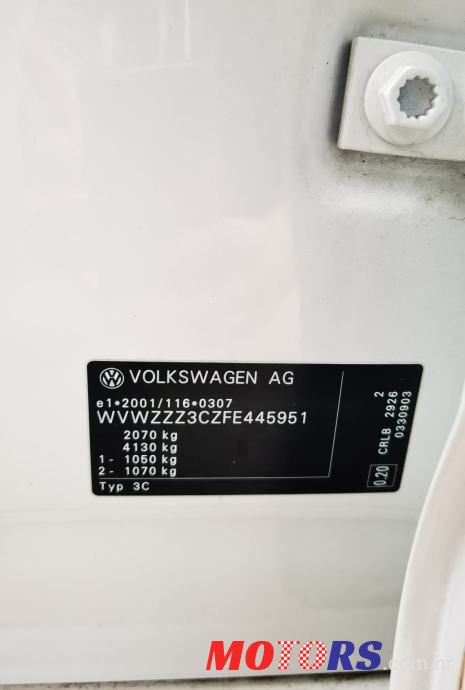 VOLKSWAGEN AG
e1*2001/116*0307
WVWZZZ3CZFE445951
2070 kg
4130 kg
1 - 1050 kg
2 - 1070 kg
Typ 3C
2
CRLB 2926
0330903
0.20
MOTORS.com.hr